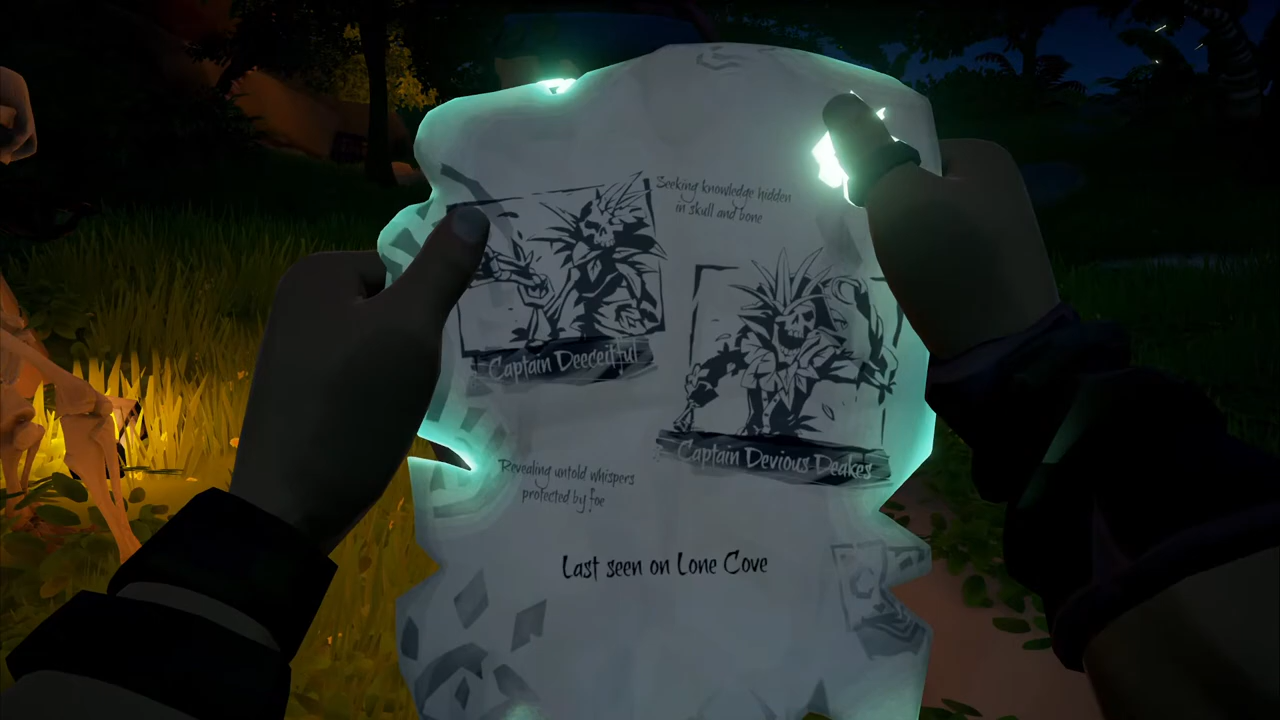 Seeking knowledge hidden
in skull and bone
Captain Deeceitful
Captain Devious Deakes
Revealing untold whispers
protected by foe
Last seen on Lone Cove